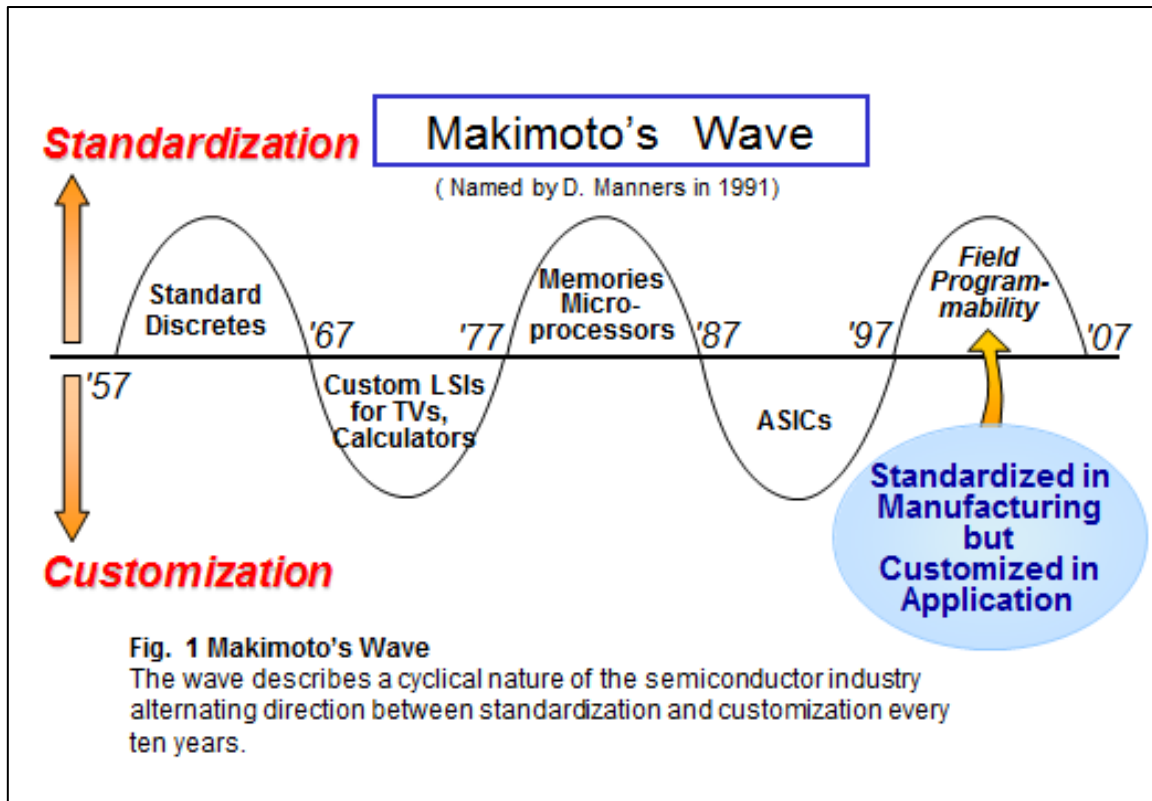 Makimoto's Wave
( Named by D. Manners in 1991)
Standardization
Standard
Discretes
Memories
Micro-
processors
Field
Program-
mability
'57
'67
'77
'87
'97
'07
Custom LSIs
for TVs,
Calculators
ASICs
Standardized in
Manufacturing
but
Customized in
Application
Customization
Fig. 1 Makimoto's Wave
The wave describes a cyclical nature of the semiconductor industry
alternating direction between standardization and customization every
ten years.